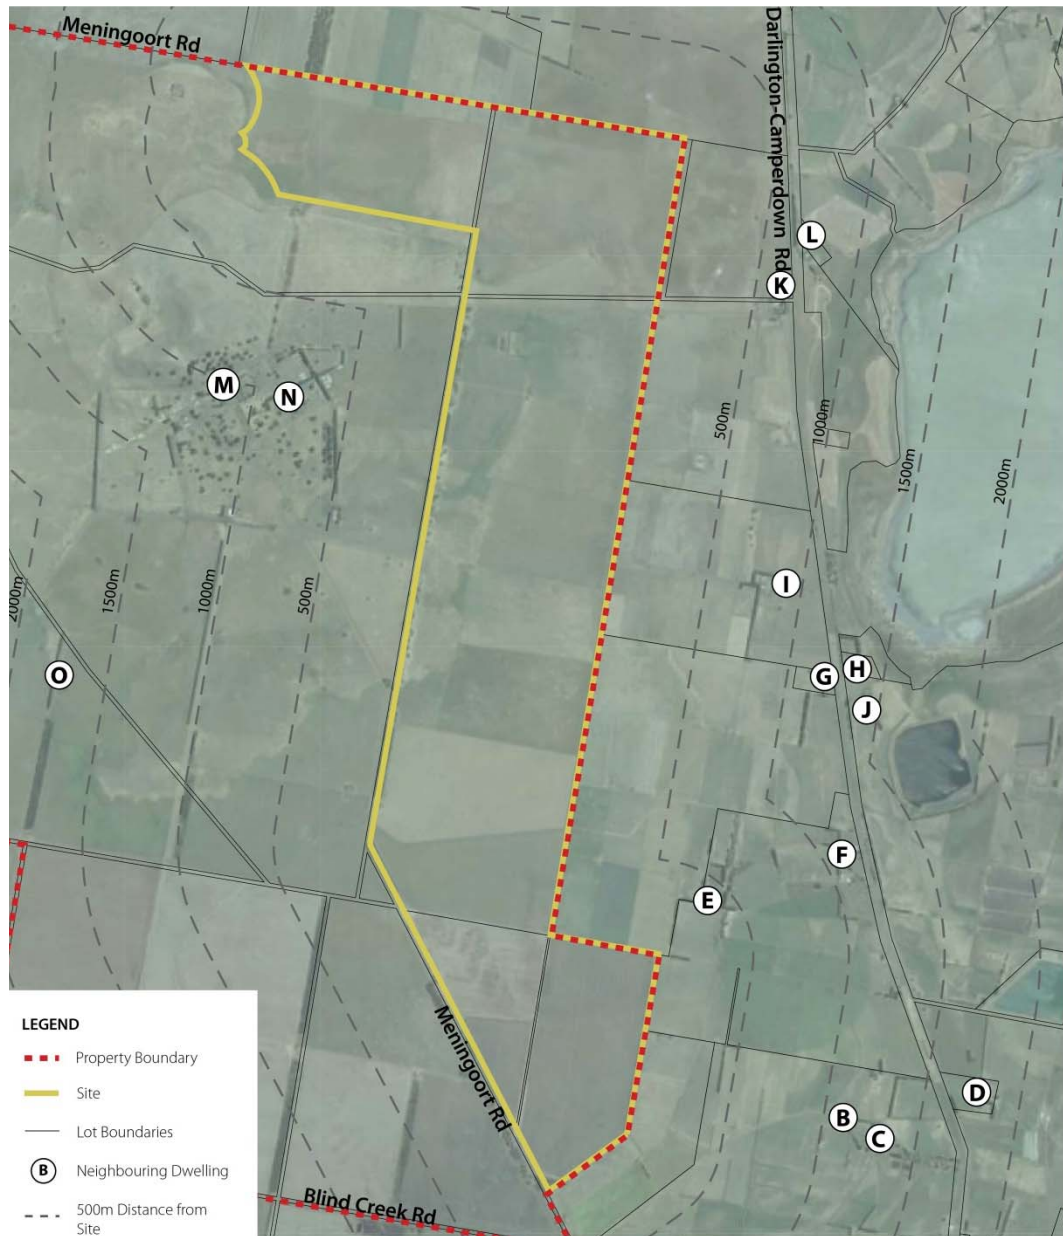 Meningoort Rd
Darlington-Camperdown Rd
L
K
M
N
500m
1000m
1500m
2000m
2000m
1500m
1000m
500m
I
O
G
H
J
F
E
Meningoort Rd
B
C
D
Blind Creek Rd
LEGEND
Property Boundary
Site
Lot Boundaries
B Neighbouring Dwelling
500m Distance from
Site